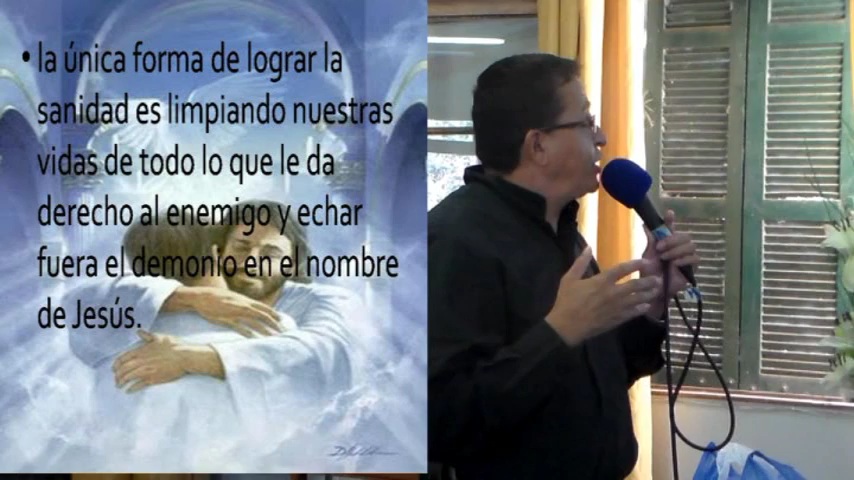 • la única forma de lograr la
sanidad es limpiando nuestras
vidas de todo lo que le da
derecho al enemigo y echar
fuera el demonio en el nombre
de Jesús.